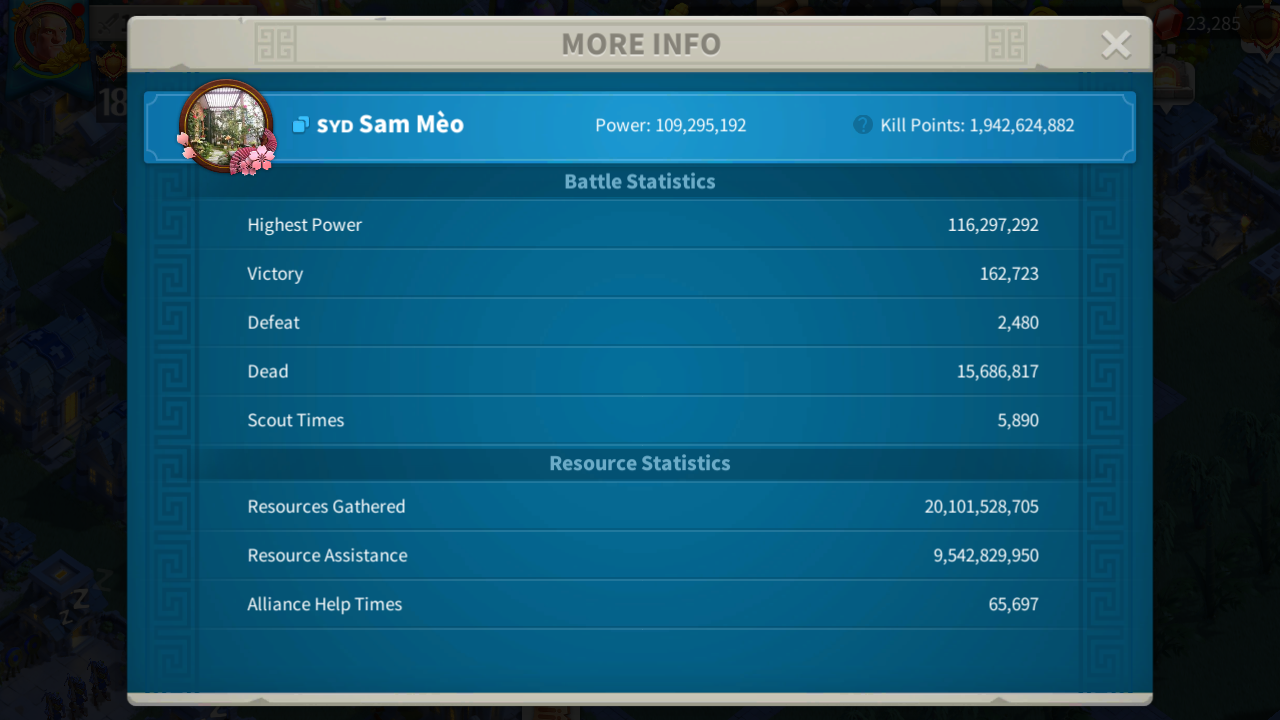 MORE INFO
23,285
18
SYD Sam Mèo
Power: 109,295,192
? Kill Points: 1,942,624,882
Battle Statistics
Highest Power 116,297,292
Victory 162,723
Defeat 2,480
Dead 15,686,817
Scout Times 5,890
Resource Statistics
Resources Gathered 20,101,528,705
Resource Assistance 9,542,829,950
Alliance Help Times 65,697
z Z Z